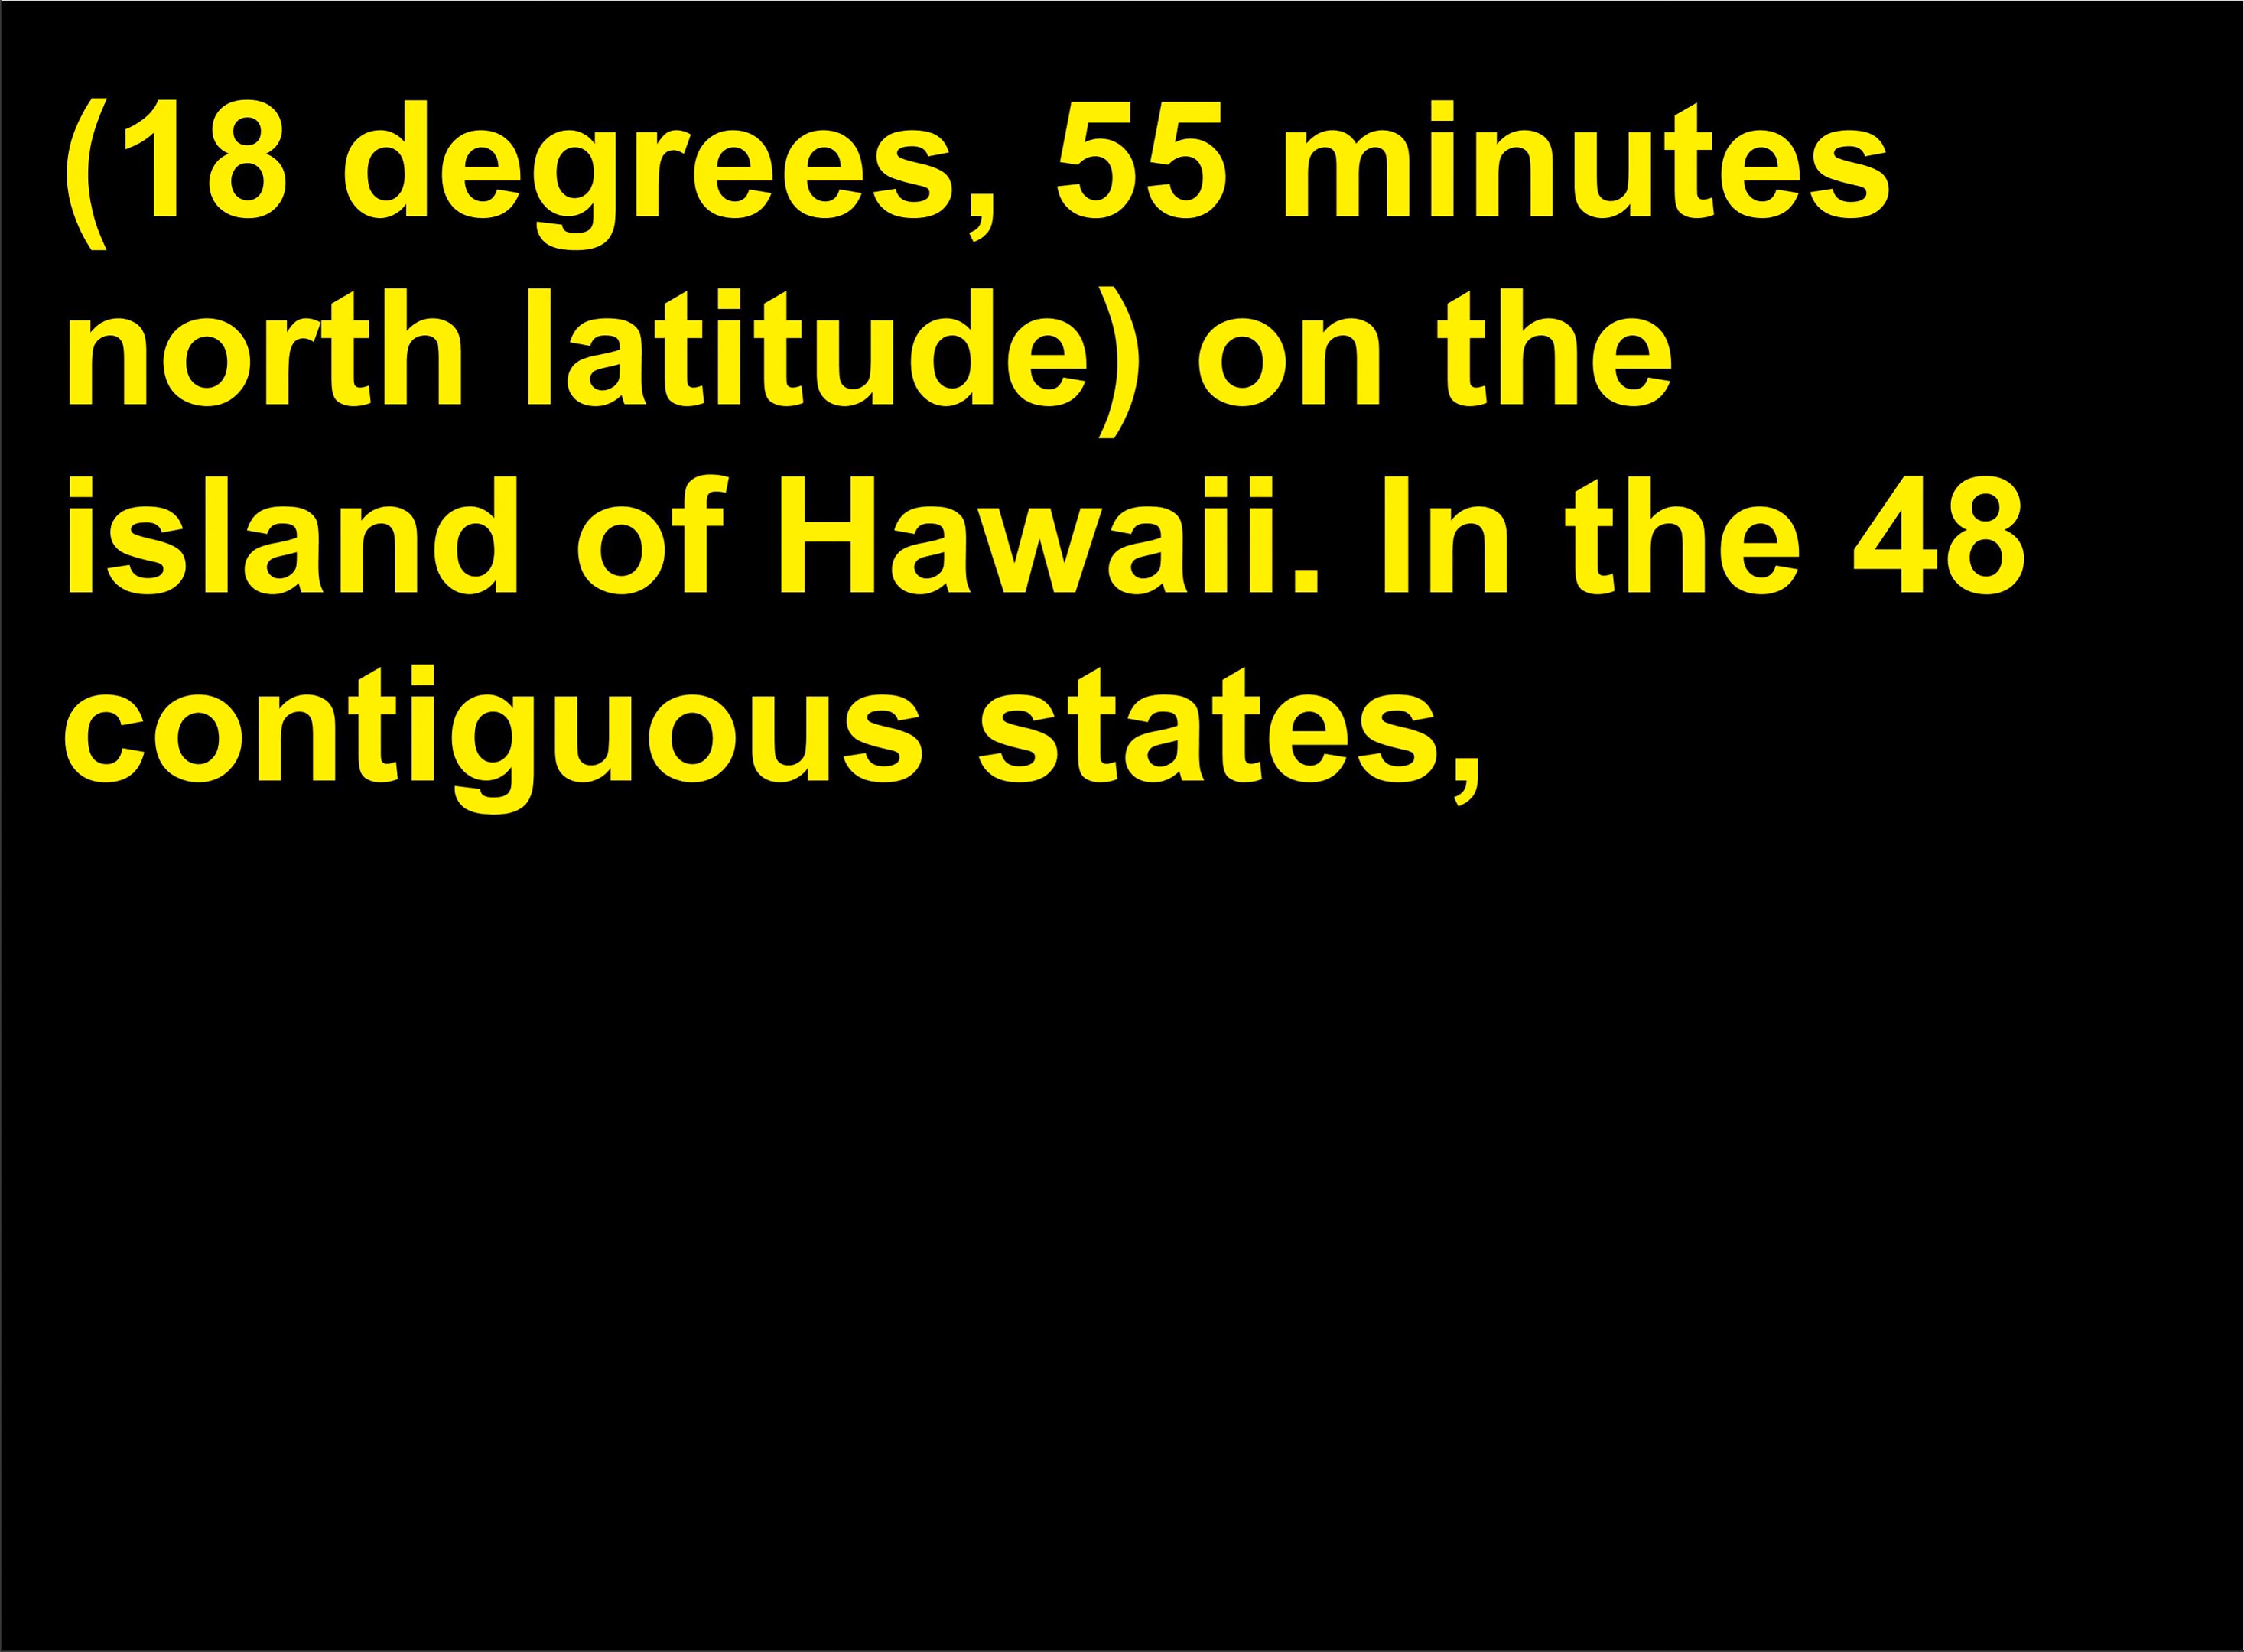 (18 degrees, 55 minutes
north latitude) on the
island of Hawaii. In the 48
contiguous states,